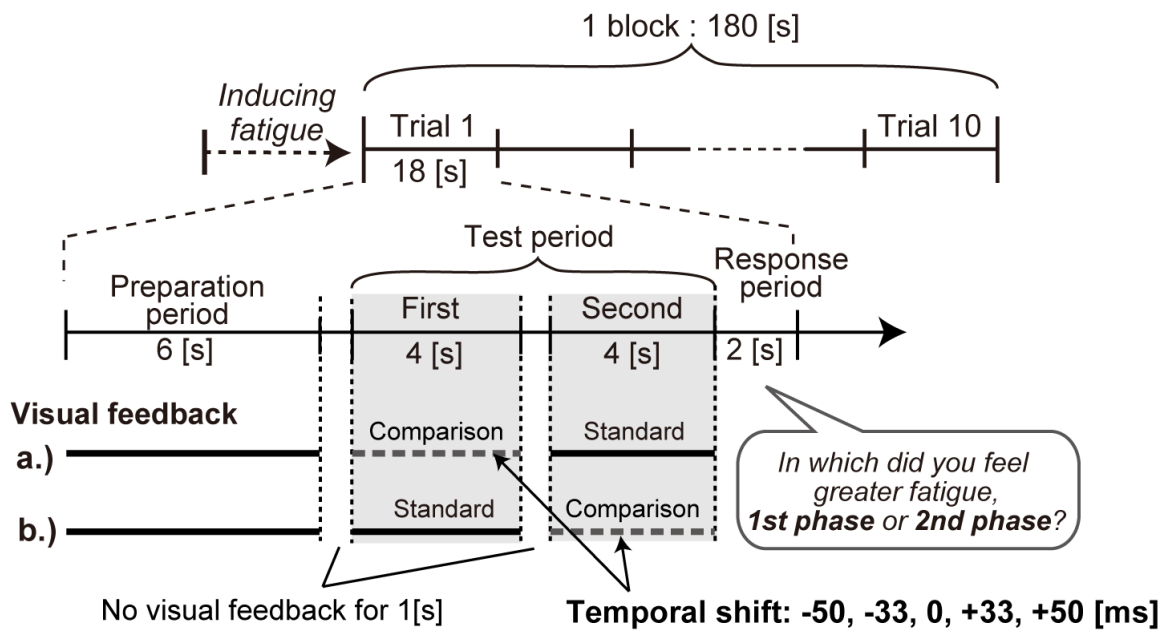 1 block : 180 [s]
Inducing
fatigue
Trial 1
Trial 10
18 [s]
Test period
Preparation
period
First
Second
Response
period
6 [s]
4 [s]
4 [s]
2 [s]
Visual feedback
a.)
Comparison
Standard
b.)
Standard
Comparison
In which did you feel
greater fatigue,
1st phase or 2nd phase?
No visual feedback for 1[s]
Temporal shift: -50, -33, 0, +33, +50 [ms]